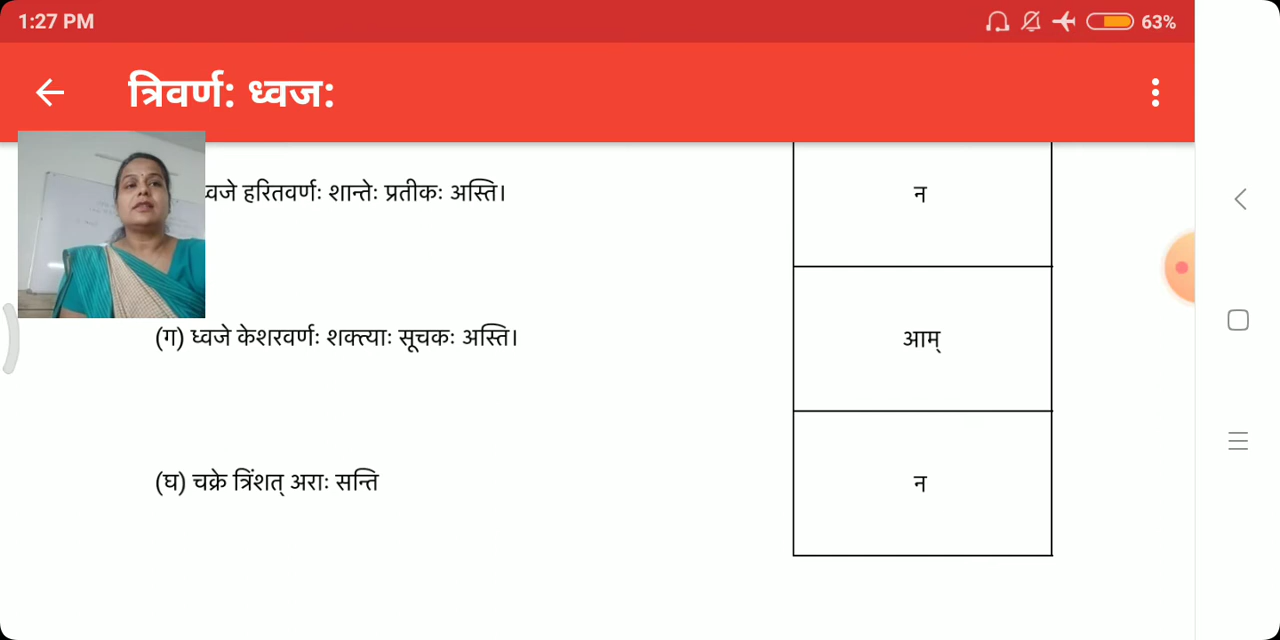 1:27 PM
63%
त्रिवर्ण: ध्वज:
ध्वजे हरितवर्णः शान्तेः प्रतीकः अस्ति।
न
(ग) ध्वजे केशरवर्णः शक्त्याः सूचकः अस्ति।
आम्
(घ) चक्रे त्रिंशत् अराः सन्ति
न